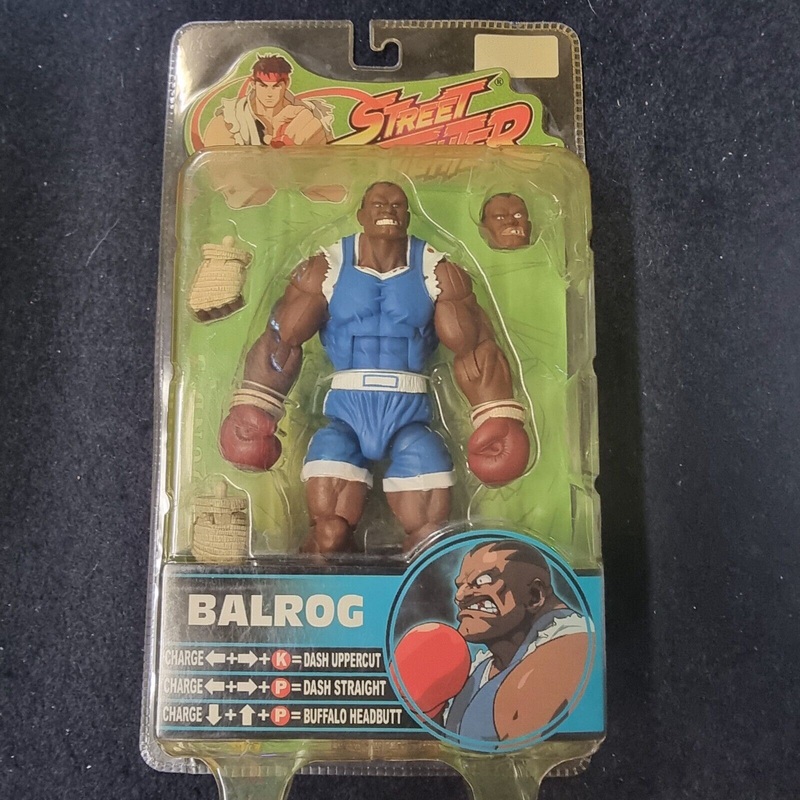 STREET
FIGHTER
®
BALROG
CHARGE ← + → + K = DASH UPPERCUT
CHARGE ← + → + P = DASH STRAIGHT
CHARGE ↓ + ↑ + P = BUFFALO HEADBUTT